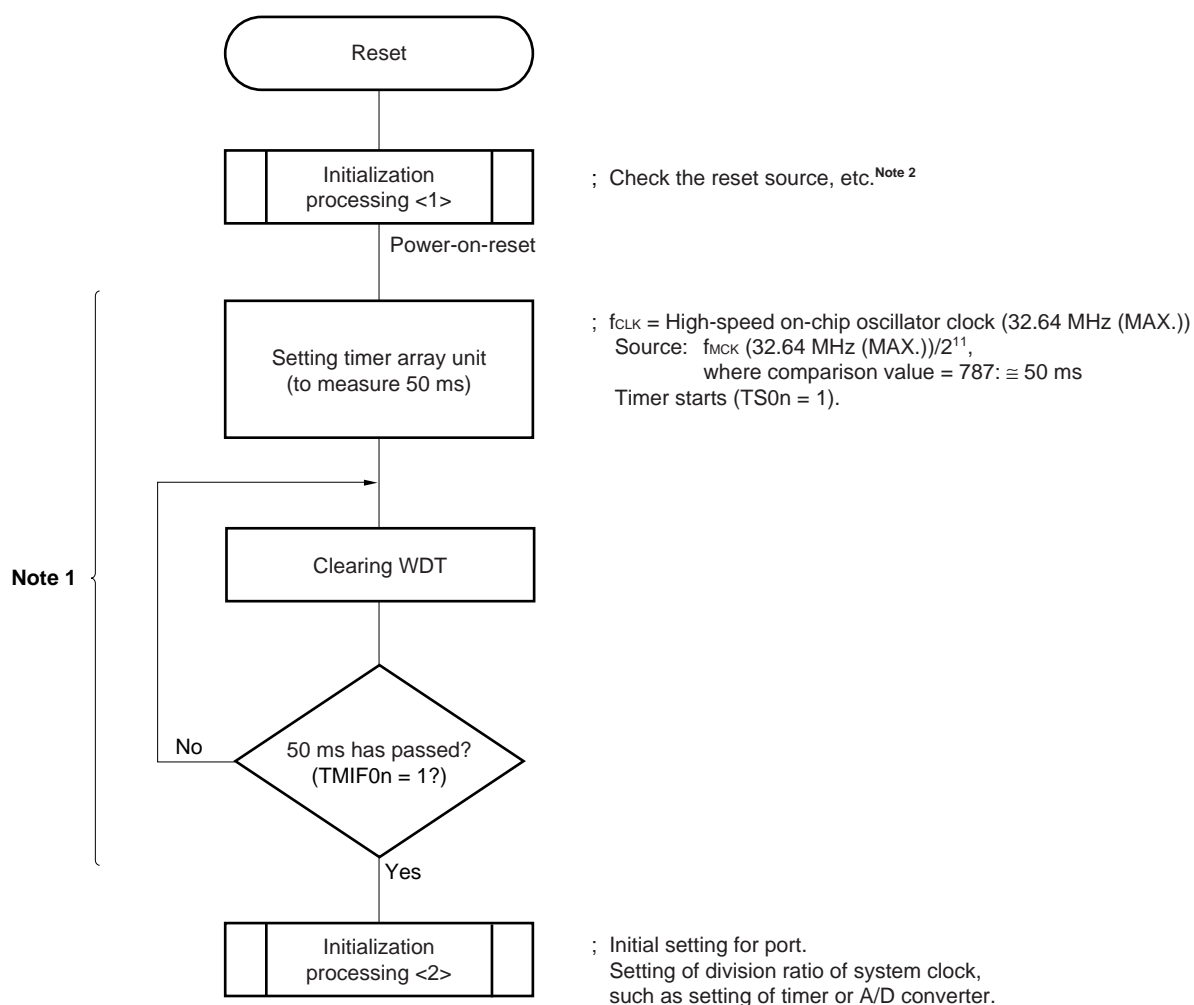 Reset
Initialization
processing <1>
; Check the reset source, etc.Note 2
Power-on-reset
Setting timer array unit
(to measure 50 ms)
; fCLK = High-speed on-chip oscillator clock (32.64 MHz (MAX.))
Source: fMCK (32.64 MHz (MAX.))/2¹¹,
where comparison value = 787: ≅ 50 ms
Timer starts (TS0n = 1).
Note 1
Clearing WDT
No
50 ms has passed?
(TMIF0n = 1?)
Yes
Initialization
processing <2>
; Initial setting for port.
Setting of division ratio of system clock,
such as setting of timer or A/D converter.